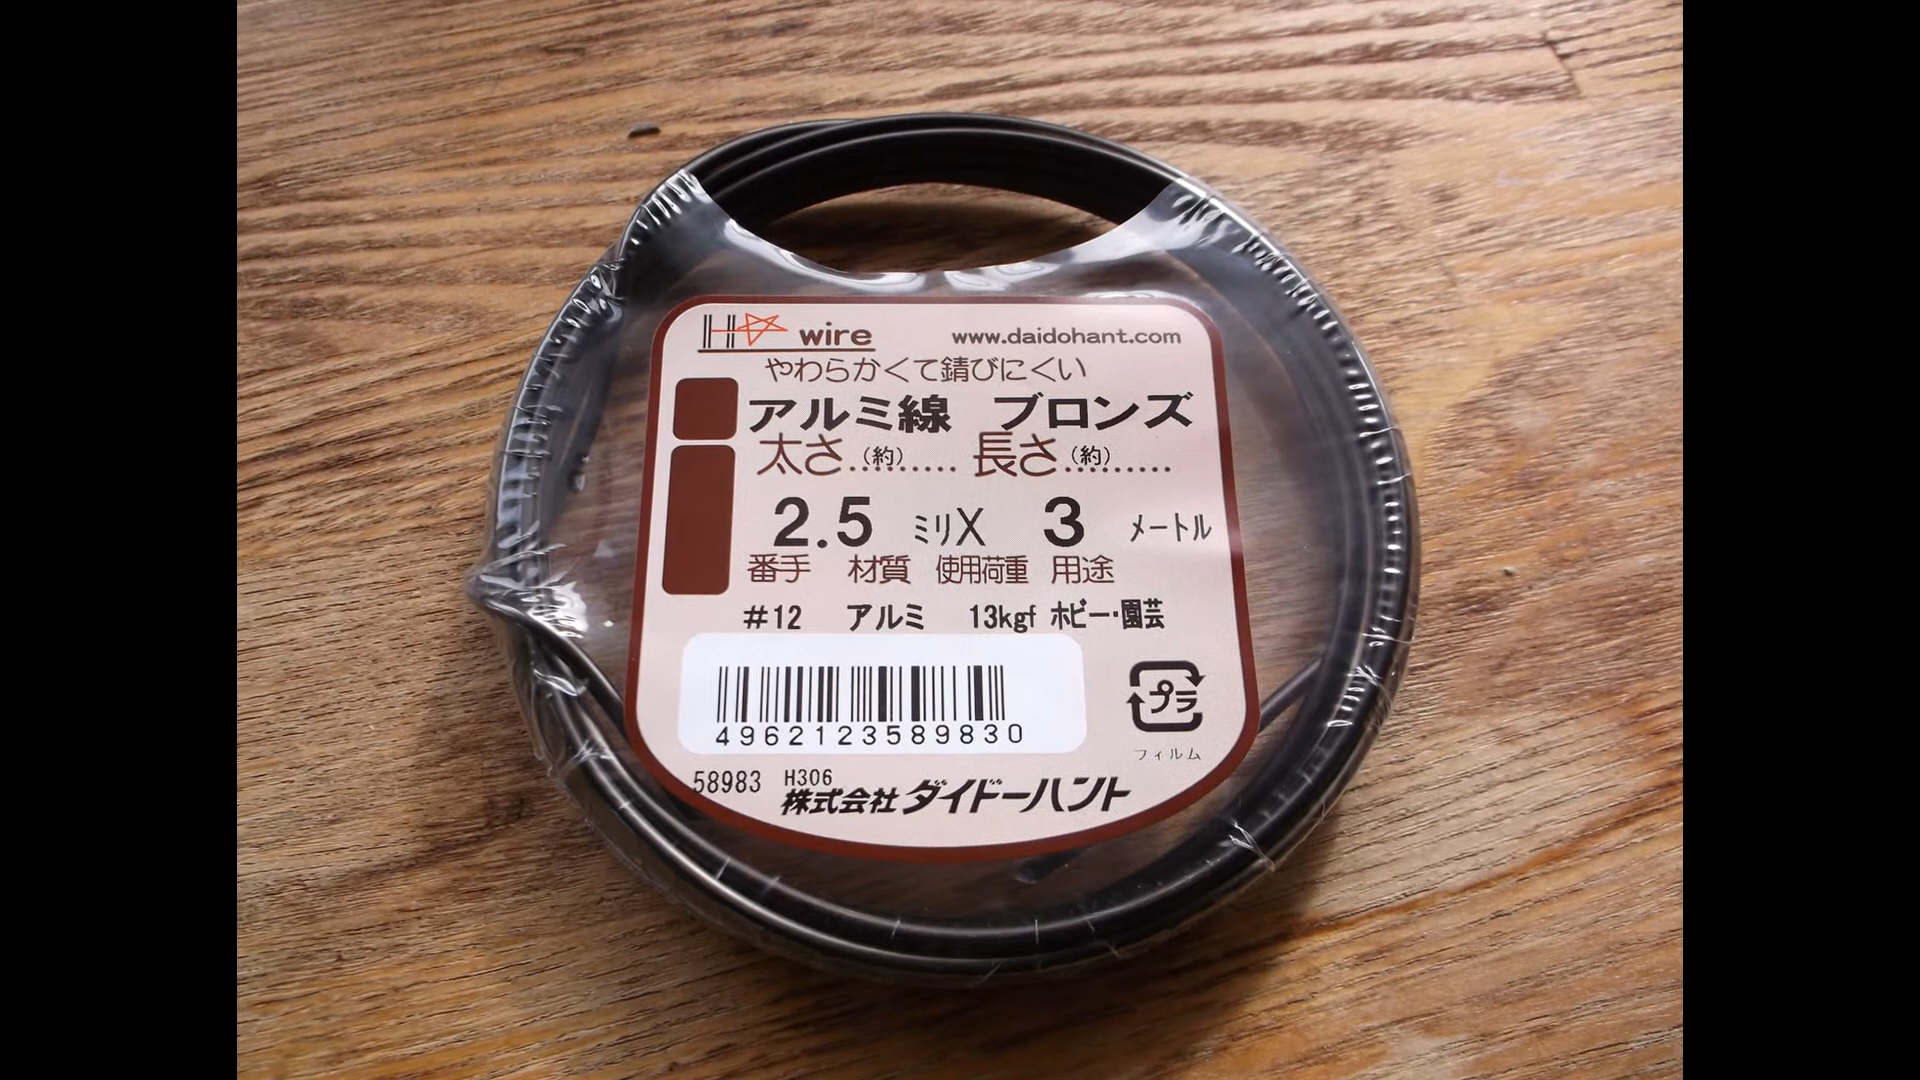 H☆ wire www.daidohant.com
やわらかくて錆びにくい
アルミ線 ブロンズ
太さ(約)......... 長さ(約).........
2.5 ミリX 3 メートル
番手 材質 使用荷重 用途
#12 アルミ 13kgf ホビー・園芸
4962123589830
プラ
フィルム
58983 H306
株式会社ダイドーハント